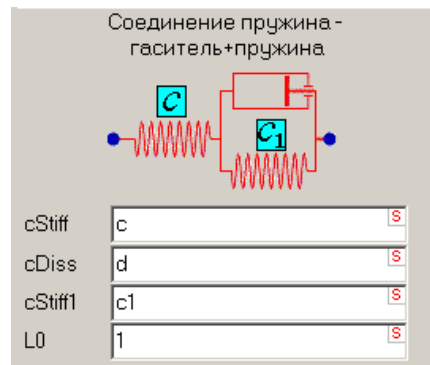 Соединение пружина -
гаситель+пружина
c
c1
cStiff c S
cDiss d S
cStiff1 c1 S
L0 1 S